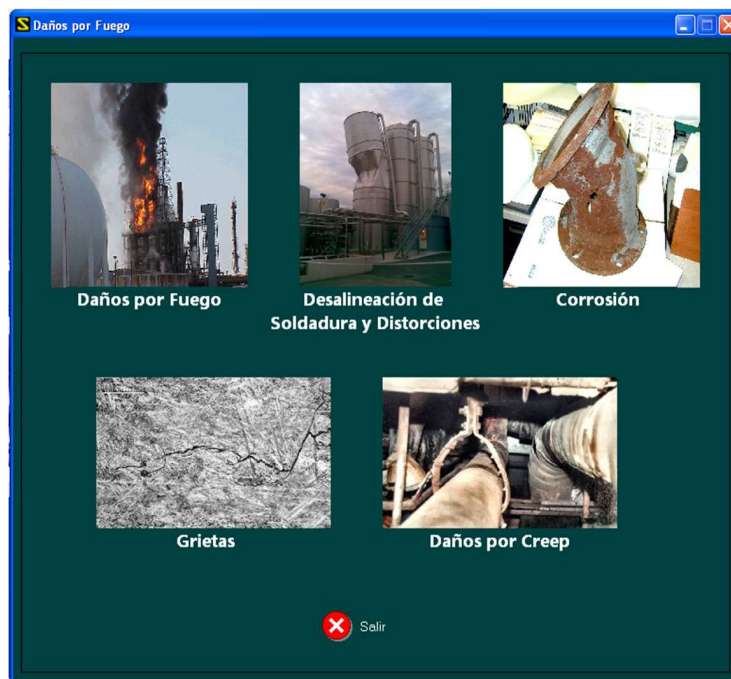 Daños por Fuego
Daños por Fuego
Desalineación de
Soldadura y Distorciones
Corrosión
Grietas
Daños por Creep
Salir